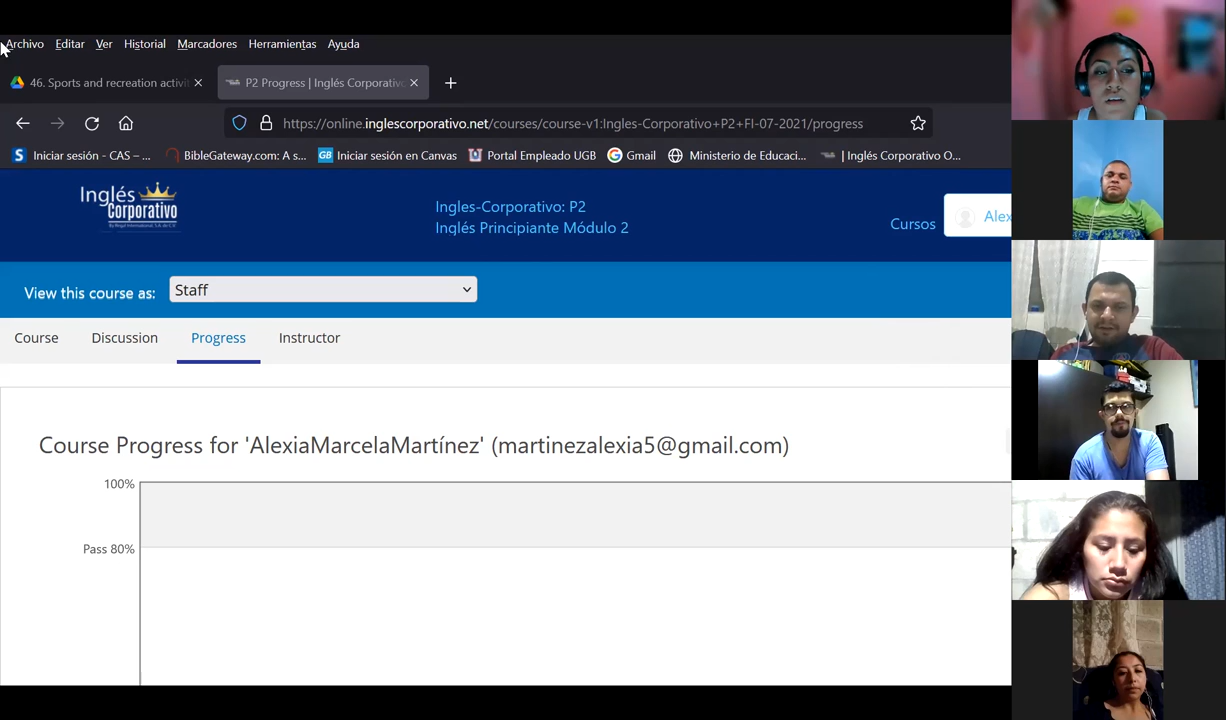 Archivo Editar Ver Historial Marcadores Herramientas Ayuda
46. Sports and recreation activi
P2 Progress | Inglés Corporativo
https://online.inglescorporativo.net/courses/course-v1:Ingles-Corporativo+P2+FI-07-2021/progress
Iniciar sesión - CAS – ... BibleGateway.com: A s... Iniciar sesión en Canvas Portal Empleado UGB Gmail Ministerio de Educaci... | Inglés Corporativo O...
Inglés
Corporativo
Ingles-Corporativo: P2
Inglés Principiante Módulo 2
Cursos
Alex
View this course as: Staff
Course Discussion Progress Instructor
Course Progress for 'AlexiaMarcelaMartínez' (martinezalexia5@gmail.com)
100%
Pass 80%